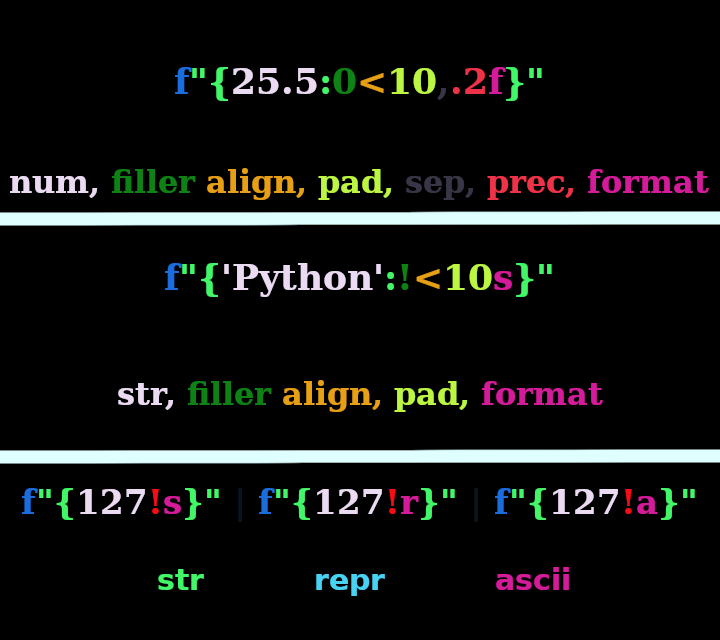 f"{25.5:0<10,.2f}"
num, filler align, pad, sep, prec, format
f"{'Python':!<10s}"
str, filler align, pad, format
f"{127!s}" | f"{127!r}" | f"{127!a}"
str repr ascii